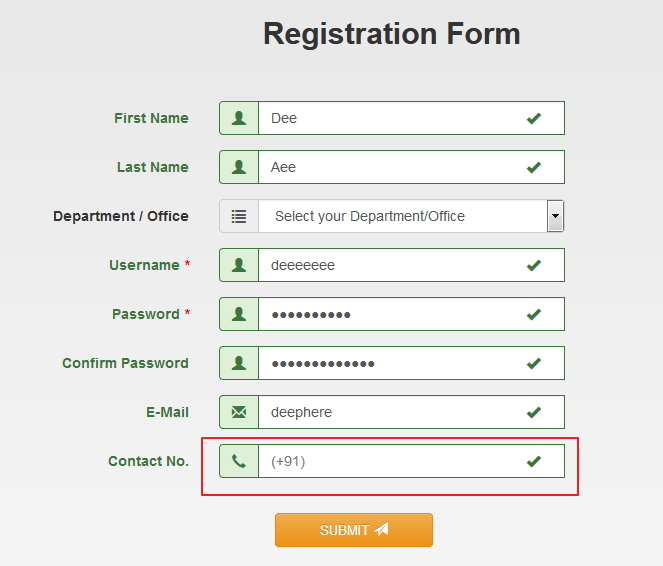 Registration Form
First Name Dee
Last Name Aee
Department / Office Select your Department/Office
Username * deeeeeee
Password * ●●●●●●●●●●
Confirm Password ●●●●●●●●●●●●●
E-Mail deephere
Contact No. (+91)
SUBMIT